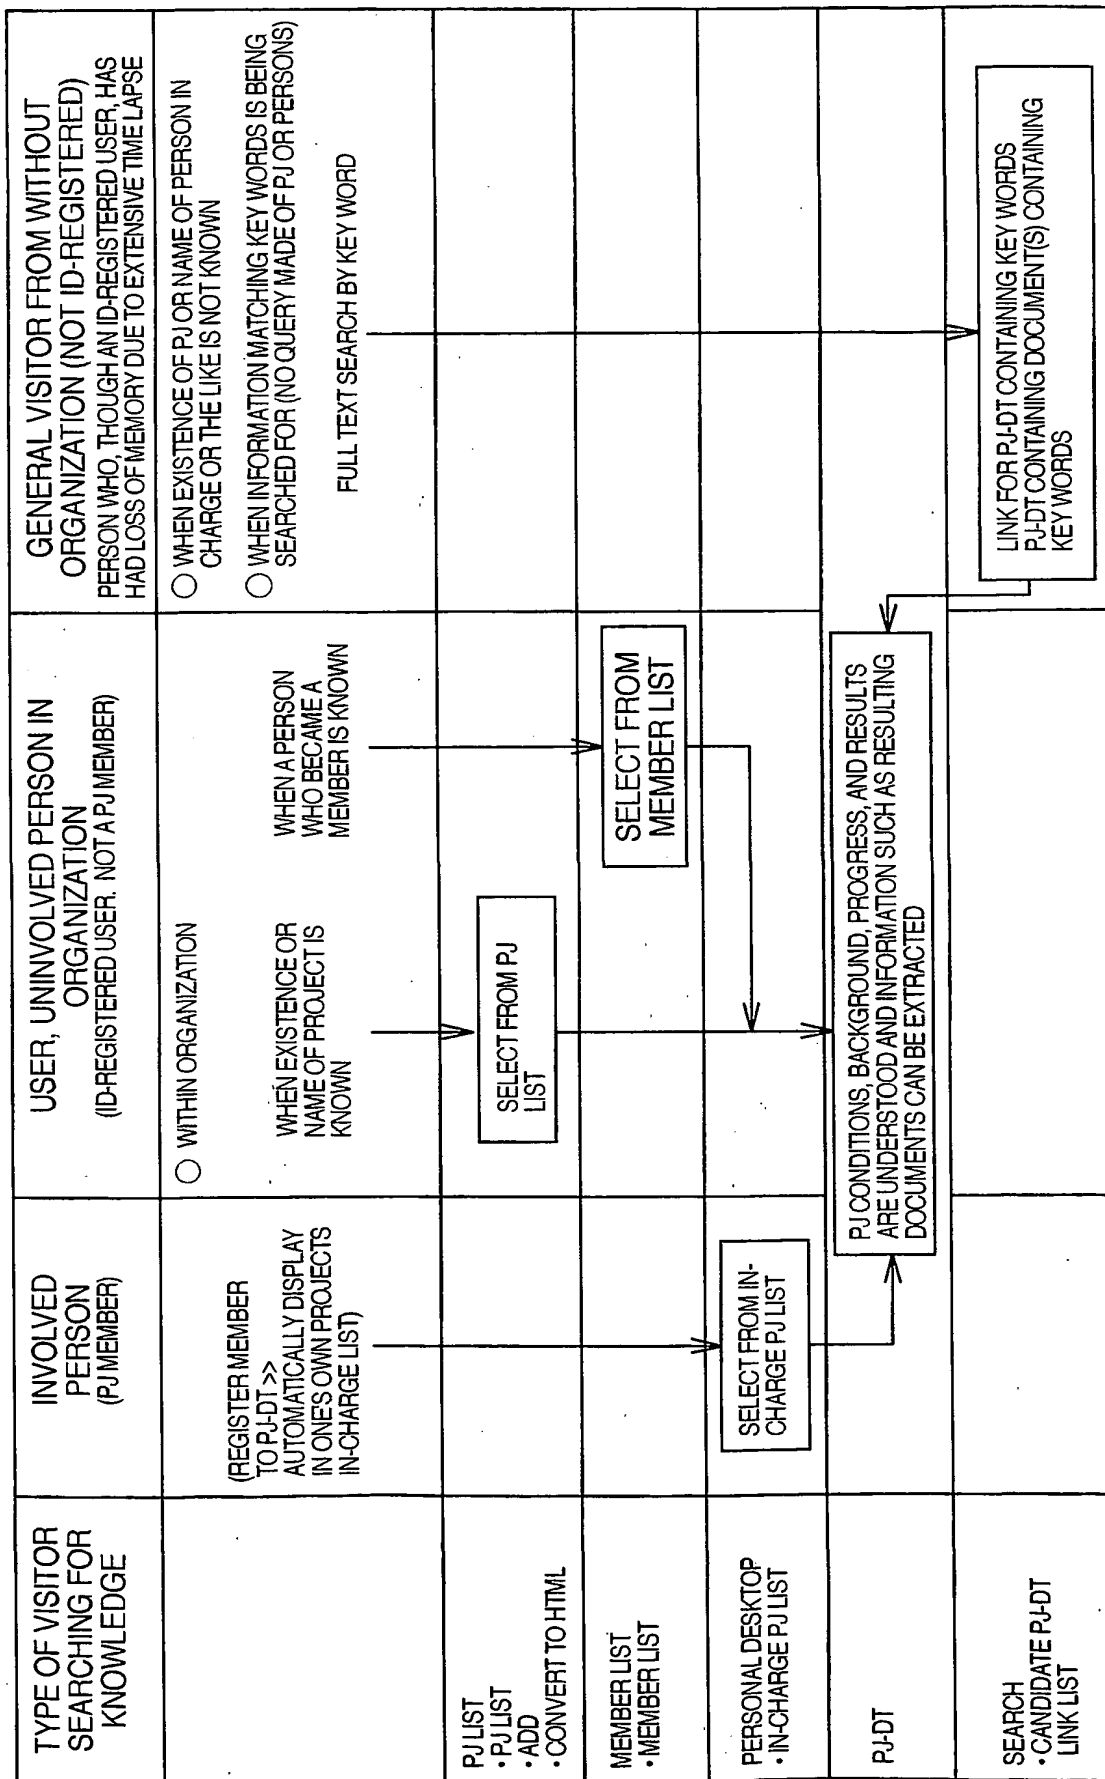 TYPE OF VISITOR
SEARCHING FOR
KNOWLEDGE
INVOLVED
PERSON
(PJ MEMBER)
USER, UNINVOLVED PERSON IN
ORGANIZATION
(ID-REGISTERED USER. NOT A PJ MEMBER)
GENERAL VISITOR FROM WITHOUT
ORGANIZATION (NOT ID-REGISTERED)
PERSON WHO, THOUGH AN ID-REGISTERED USER, HAS
HAD LOSS OF MEMORY DUE TO EXTENSIVE TIME LAPSE
(REGISTER MEMBER
TO PJ-DT >>
AUTOMATICALLY DISPLAY
IN ONE'S OWN PROJECTS
IN-CHARGE LIST)
○ WITHIN ORGANIZATION
WHEN EXISTENCE OR
NAME OF PROJECT IS
KNOWN
WHEN A PERSON
WHO BECAME A
MEMBER IS KNOWN
○ WHEN EXISTENCE OF PJ OR NAME OF PERSON IN
CHARGE OR THE LIKE IS NOT KNOWN
○ WHEN INFORMATION MATCHING KEY WORDS IS BEING
SEARCHED FOR (NO QUERY MADE OF PJ OR PERSONS)
FULL TEXT SEARCH BY KEY WORD
PJ LIST
• PJ LIST
• ADD
• CONVERT TO HTML
SELECT FROM PJ
LIST
MEMBER LIST
• MEMBER LIST
SELECT FROM
MEMBER LIST
PERSONAL DESKTOP
• IN-CHARGE PJ LIST
SELECT FROM IN-
CHARGE PJ LIST
PJ-DT
PJ CONDITIONS, BACKGROUND, PROGRESS, AND RESULTS
ARE UNDERSTOOD AND INFORMATION SUCH AS RESULTING
DOCUMENTS CAN BE EXTRACTED
SEARCH
• CANDIDATE PJ-DT
LINK LIST
LINK FOR PJ-DT CONTAINING KEY WORDS
PJ-DT CONTAINING DOCUMENT(S) CONTAINING
KEY WORDS